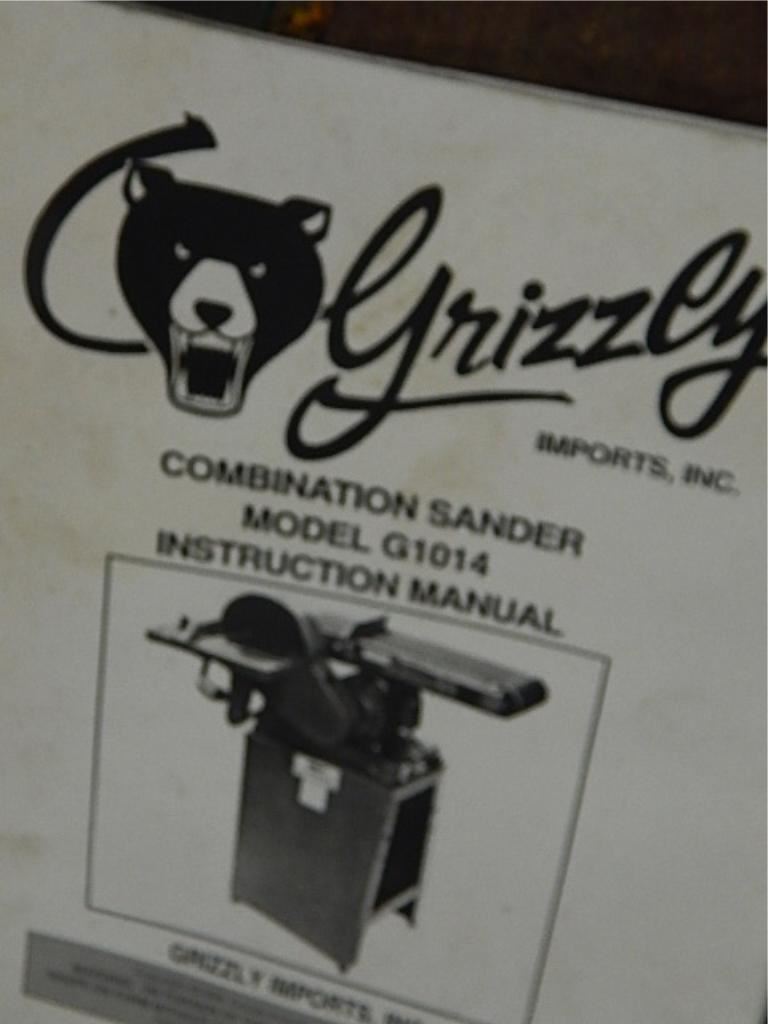 Grizzly
IMPORTS, INC.
COMBINATION SANDER
MODEL G1014
INSTRUCTION MANUAL
GRIZZLY IMPORTS, INC.